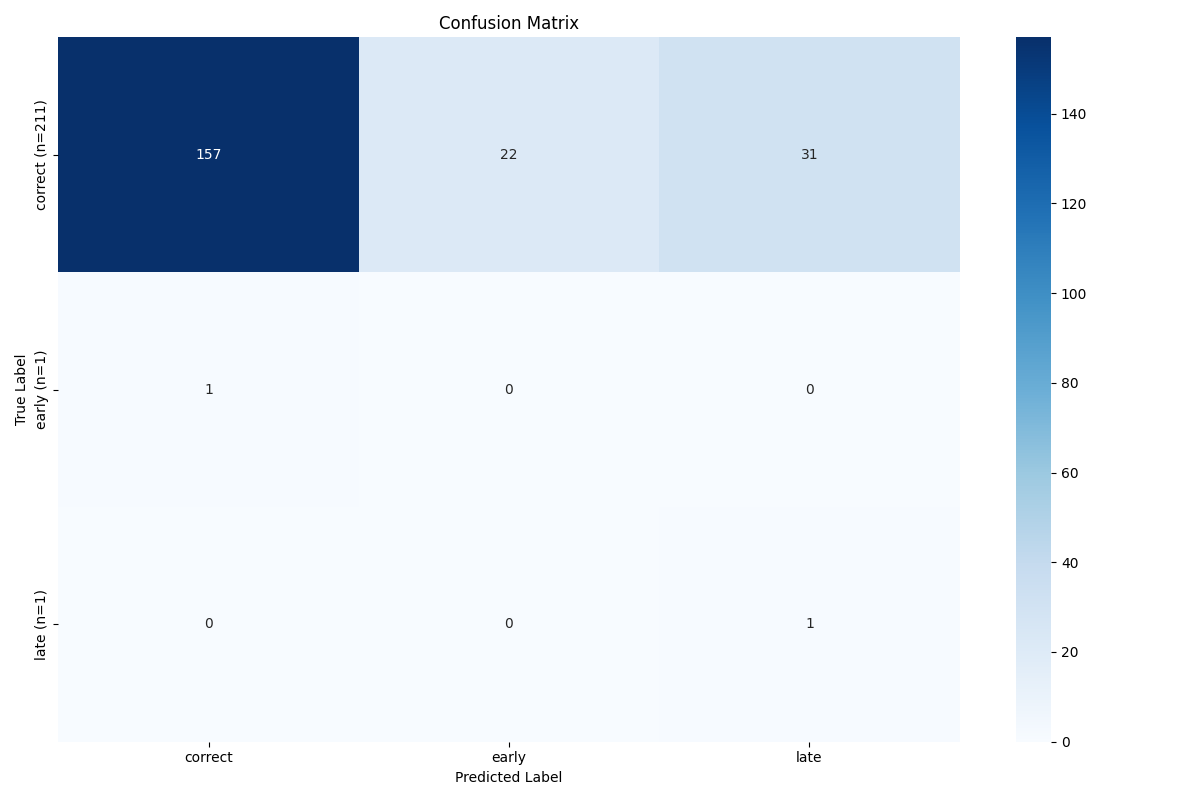 Confusion Matrix
True Label
correct (n=211)
157 22 31
early (n=1)
1 0 0
late (n=1)
0 0 1
correct early late
Predicted Label
140
120
100
80
60
40
20
0